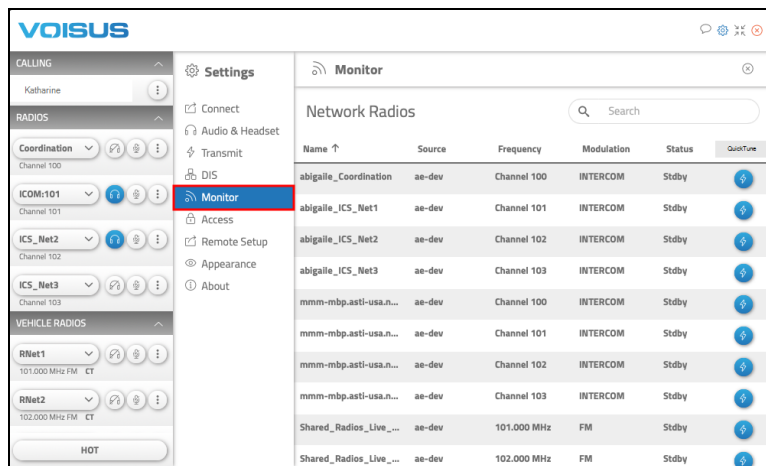 VOISUS
CALLING
Katharine
RADIOS
Coordination
Channel 100
ICOM:101
Channel 101
ICS_Net2
Channel 102
ICS_Net3
Channel 103
VEHICLE RADIOS
RNet1
101.000 MHz FM CT
RNet2
102.000 MHz FM CT
HOT
Settings
Connect
Audio & Headset
Transmit
DIS
Monitor
Access
Remote Setup
Appearance
About
Monitor
Network Radios
Search
Name ↑ Source Frequency Modulation Status QuickTune
abigaile_Coordination ae-dev Channel 100 INTERCOM Stdby
abigaile_ICS_Net1 ae-dev Channel 101 INTERCOM Stdby
abigaile_ICS_Net2 ae-dev Channel 102 INTERCOM Stdby
abigaile_ICS_Net3 ae-dev Channel 103 INTERCOM Stdby
mmm-mbp.asti-usa.n... ae-dev Channel 100 INTERCOM Stdby
mmm-mbp.asti-usa.n... ae-dev Channel 101 INTERCOM Stdby
mmm-mbp.asti-usa.n... ae-dev Channel 102 INTERCOM Stdby
mmm-mbp.asti-usa.n... ae-dev Channel 103 INTERCOM Stdby
Shared_Radios_Live_... ae-dev 101.000 MHz FM Stdby
Shared_Radios_Live_... ae-dev 102.000 MHz FM Stdby